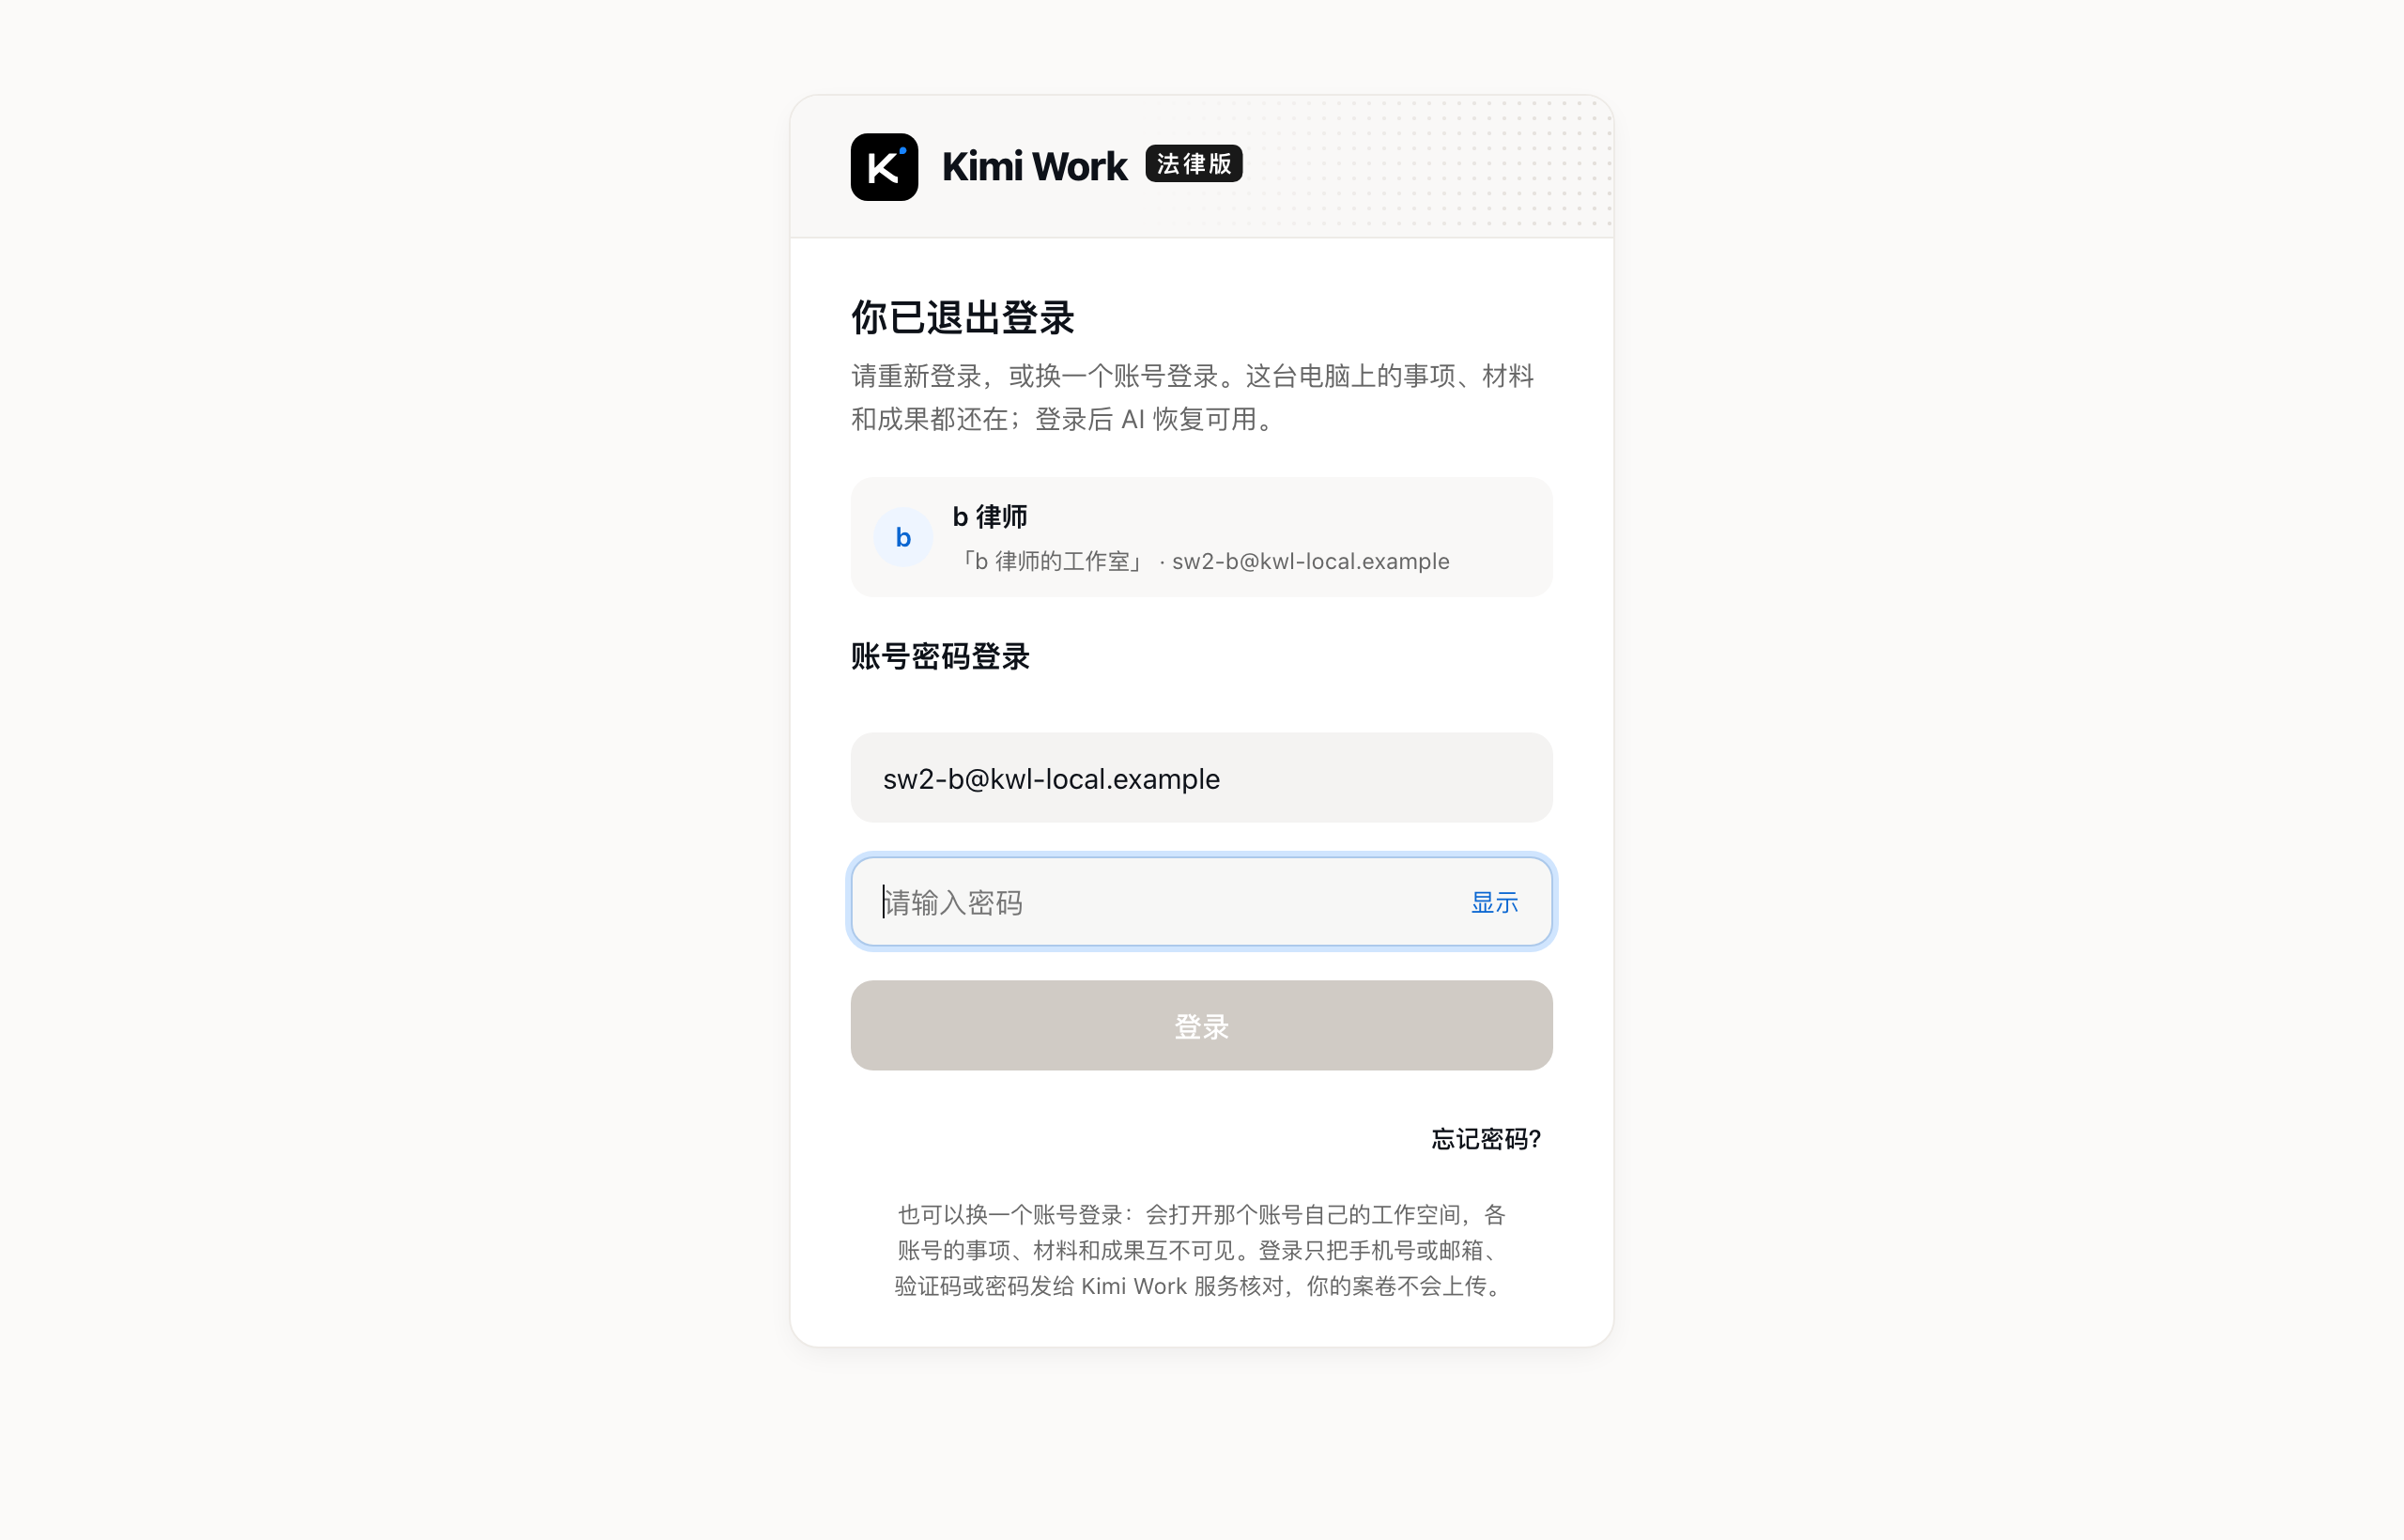 Kimi Work 法律版
你已退出登录
请重新登录，或换一个账号登录。这台电脑上的事项、材料
和成果都还在；登录后 AI 恢复可用。
b
b 律师
「b 律师的工作室」 · sw2-b@kwl-local.example
账号密码登录
sw2-b@kwl-local.example
请输入密码 显示
登录
忘记密码?
也可以换一个账号登录：会打开那个账号自己的工作空间，各
账号的事项、材料和成果互不可见。登录只把手机号或邮箱、
验证码或密码发给 Kimi Work 服务核对，你的案卷不会上传。